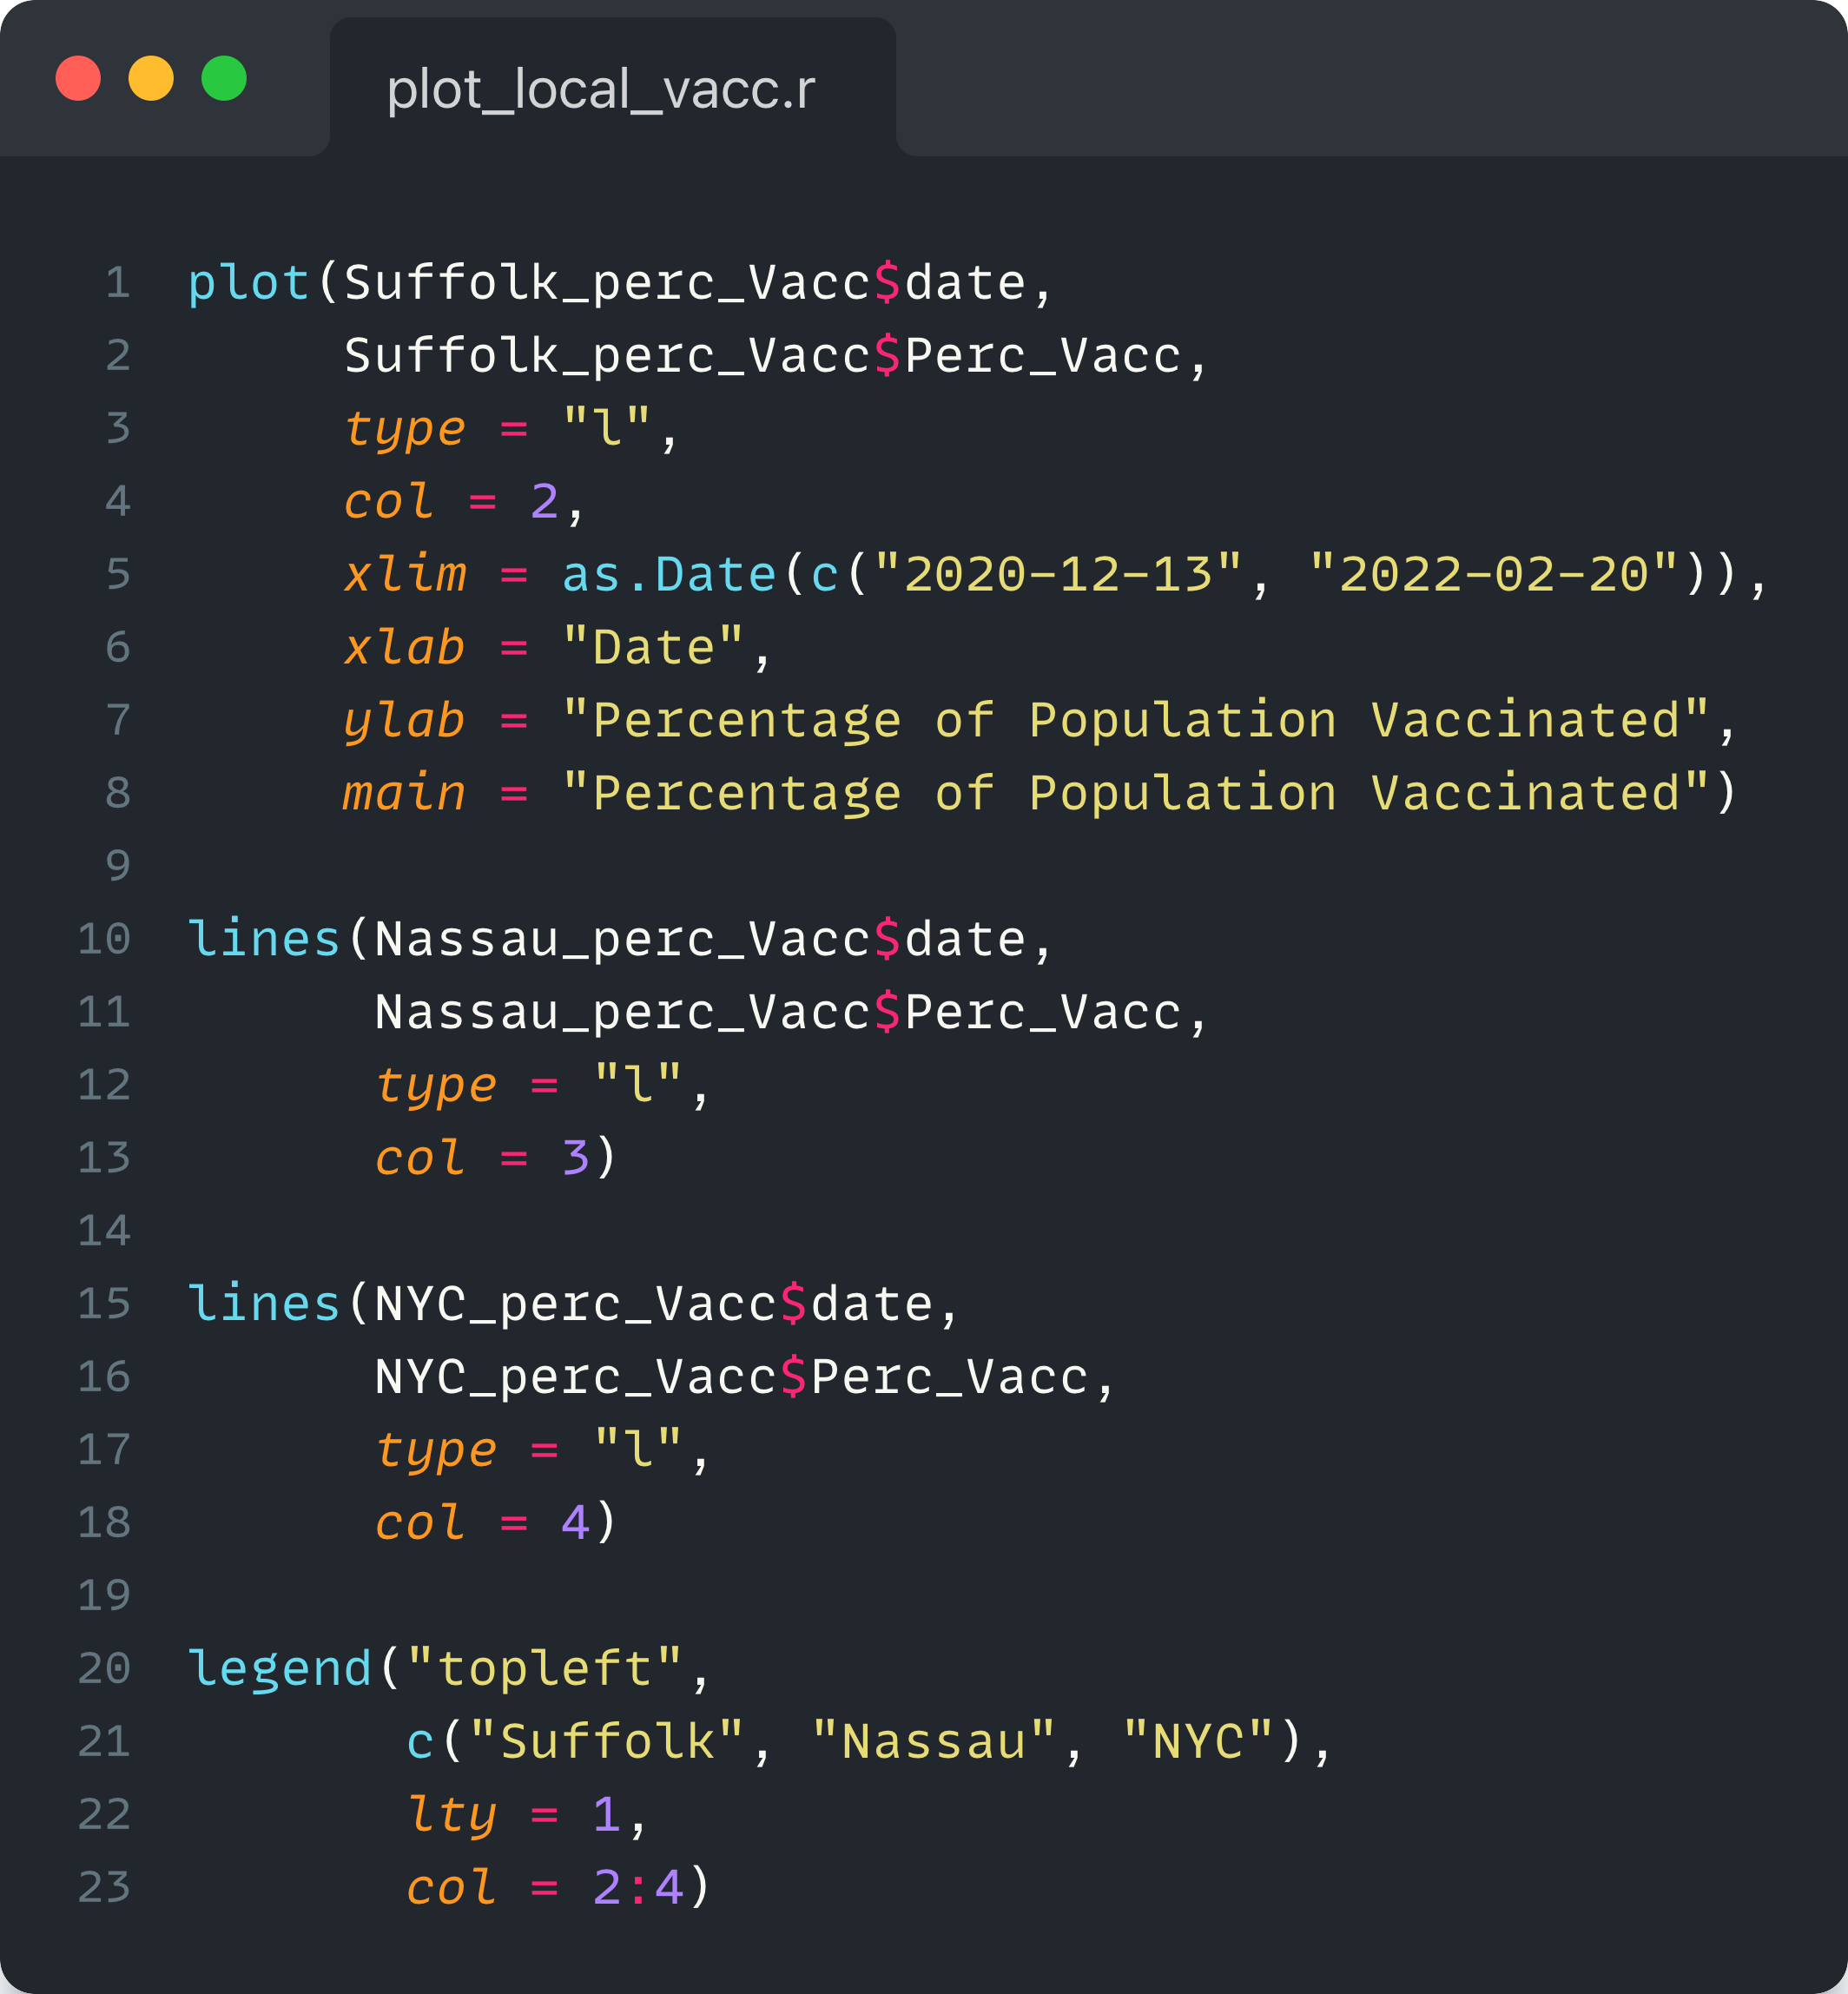 plot_local_vacc.r
1 plot(Suffolk_perc_Vacc$date,
2      Suffolk_perc_Vacc$Perc_Vacc,
3      type = "l",
4      col = 2,
5      xlim = as.Date(c("2020-12-13", "2022-02-20")),
6      xlab = "Date",
7      ylab = "Percentage of Population Vaccinated",
8      main = "Percentage of Population Vaccinated")
9
10 lines(Nassau_perc_Vacc$date,
11       Nassau_perc_Vacc$Perc_Vacc,
12       type = "l",
13       col = 3)
14
15 lines(NYC_perc_Vacc$date,
16       NYC_perc_Vacc$Perc_Vacc,
17       type = "l",
18       col = 4)
19
20 legend("topleft",
21        c("Suffolk", "Nassau", "NYC"),
22        lty = 1,
23        col = 2:4)